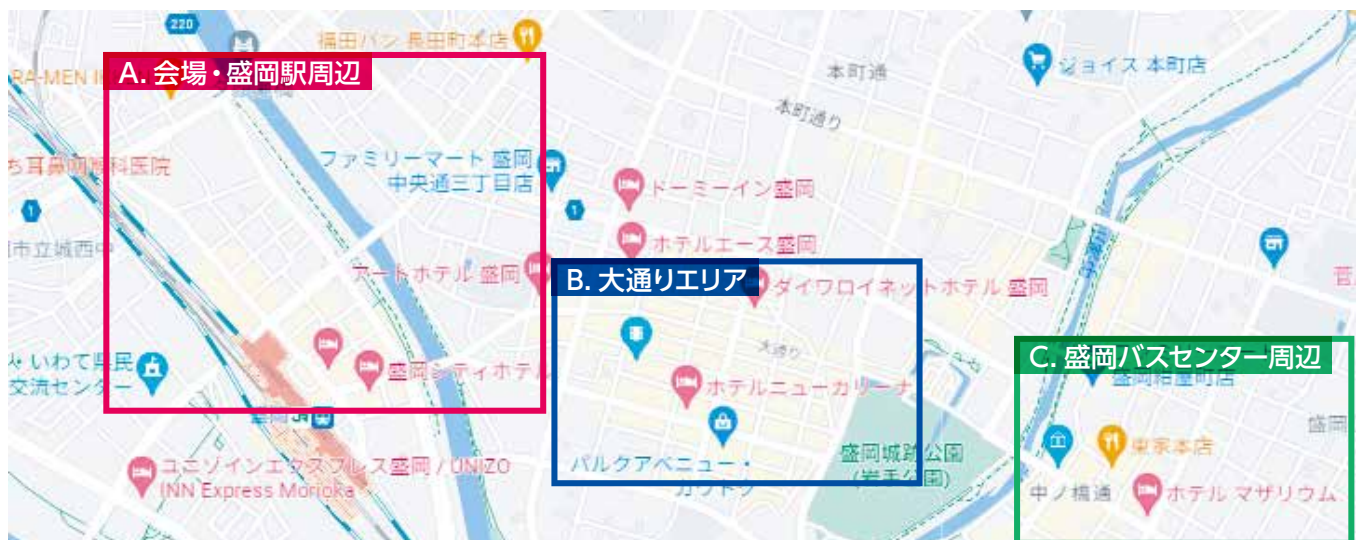 220
福田パン 長田町本店
A. 会場・盛岡駅周辺
RA-MEN
本町通
ジョイス 本町店
本町通り
ち耳鼻咽喉科医院
ファミリーマート 盛岡
中央通三丁目店
ドーミーイン盛岡
1
1
市立城西中
ホテルエース盛岡
アートホテル 盛岡
B. 大通りエリア
ダイワロイネットホテル 盛岡
大通り
C. 盛岡バスセンター周辺
いわて県民
交流センター
盛岡シティホテル
ホテルニューカリーナ
盛岡紺屋町店
盛岡
盛岡 JR
東家本店
盛岡城跡公園
(岩手公園)
パルクアベニュー・
カワトク
ユニゾインエクスプレス盛岡 / UNIZO
INN Express Morioka
中ノ橋通
ホテル マザリウム